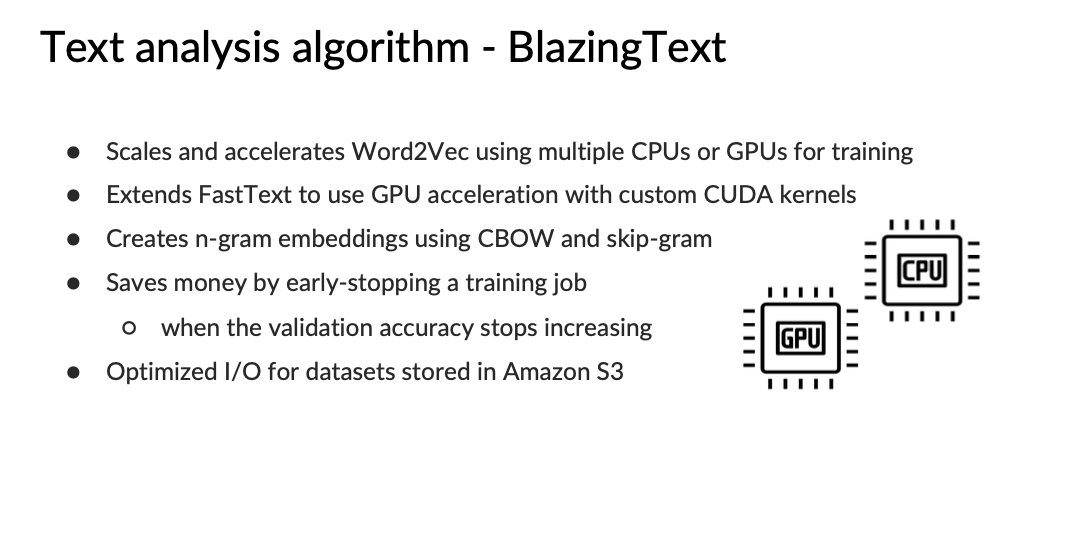 Text analysis algorithm - BlazingText
● Scales and accelerates Word2Vec using multiple CPUs or GPUs for training
● Extends FastText to use GPU acceleration with custom CUDA kernels
● Creates n-gram embeddings using CBOW and skip-gram
● Saves money by early-stopping a training job
○ when the validation accuracy stops increasing
● Optimized I/O for datasets stored in Amazon S3
CPU
GPU